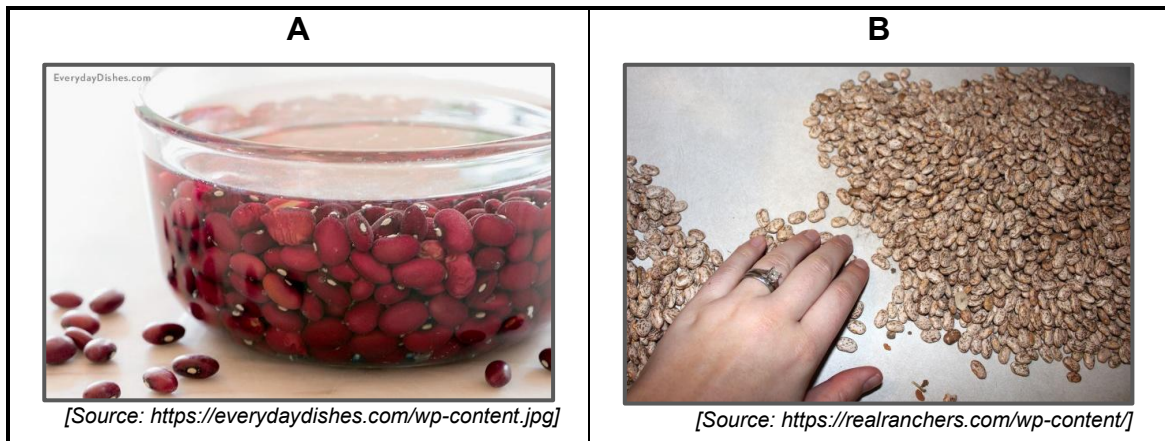 A
B
EverydayDishes.com
[Source: https://everydaydishes.com/wp-content.jpg]
[Source: https://realranchers.com/wp-content/]